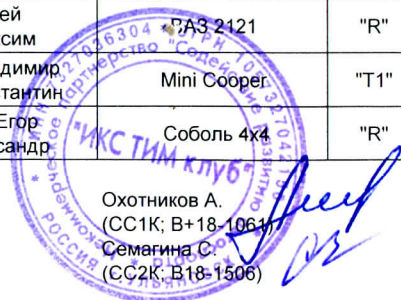 ей ВАЗ 2121 "R"
сим
димир Mini Cooper "T1"
тантин
Егор Соболь 4x4 "R"
сандр
"ИКС ТИМ клуб"
Охотников А.
(СС1К; В+18-1061)
Семагина С.
(СС2К; В18-1506)